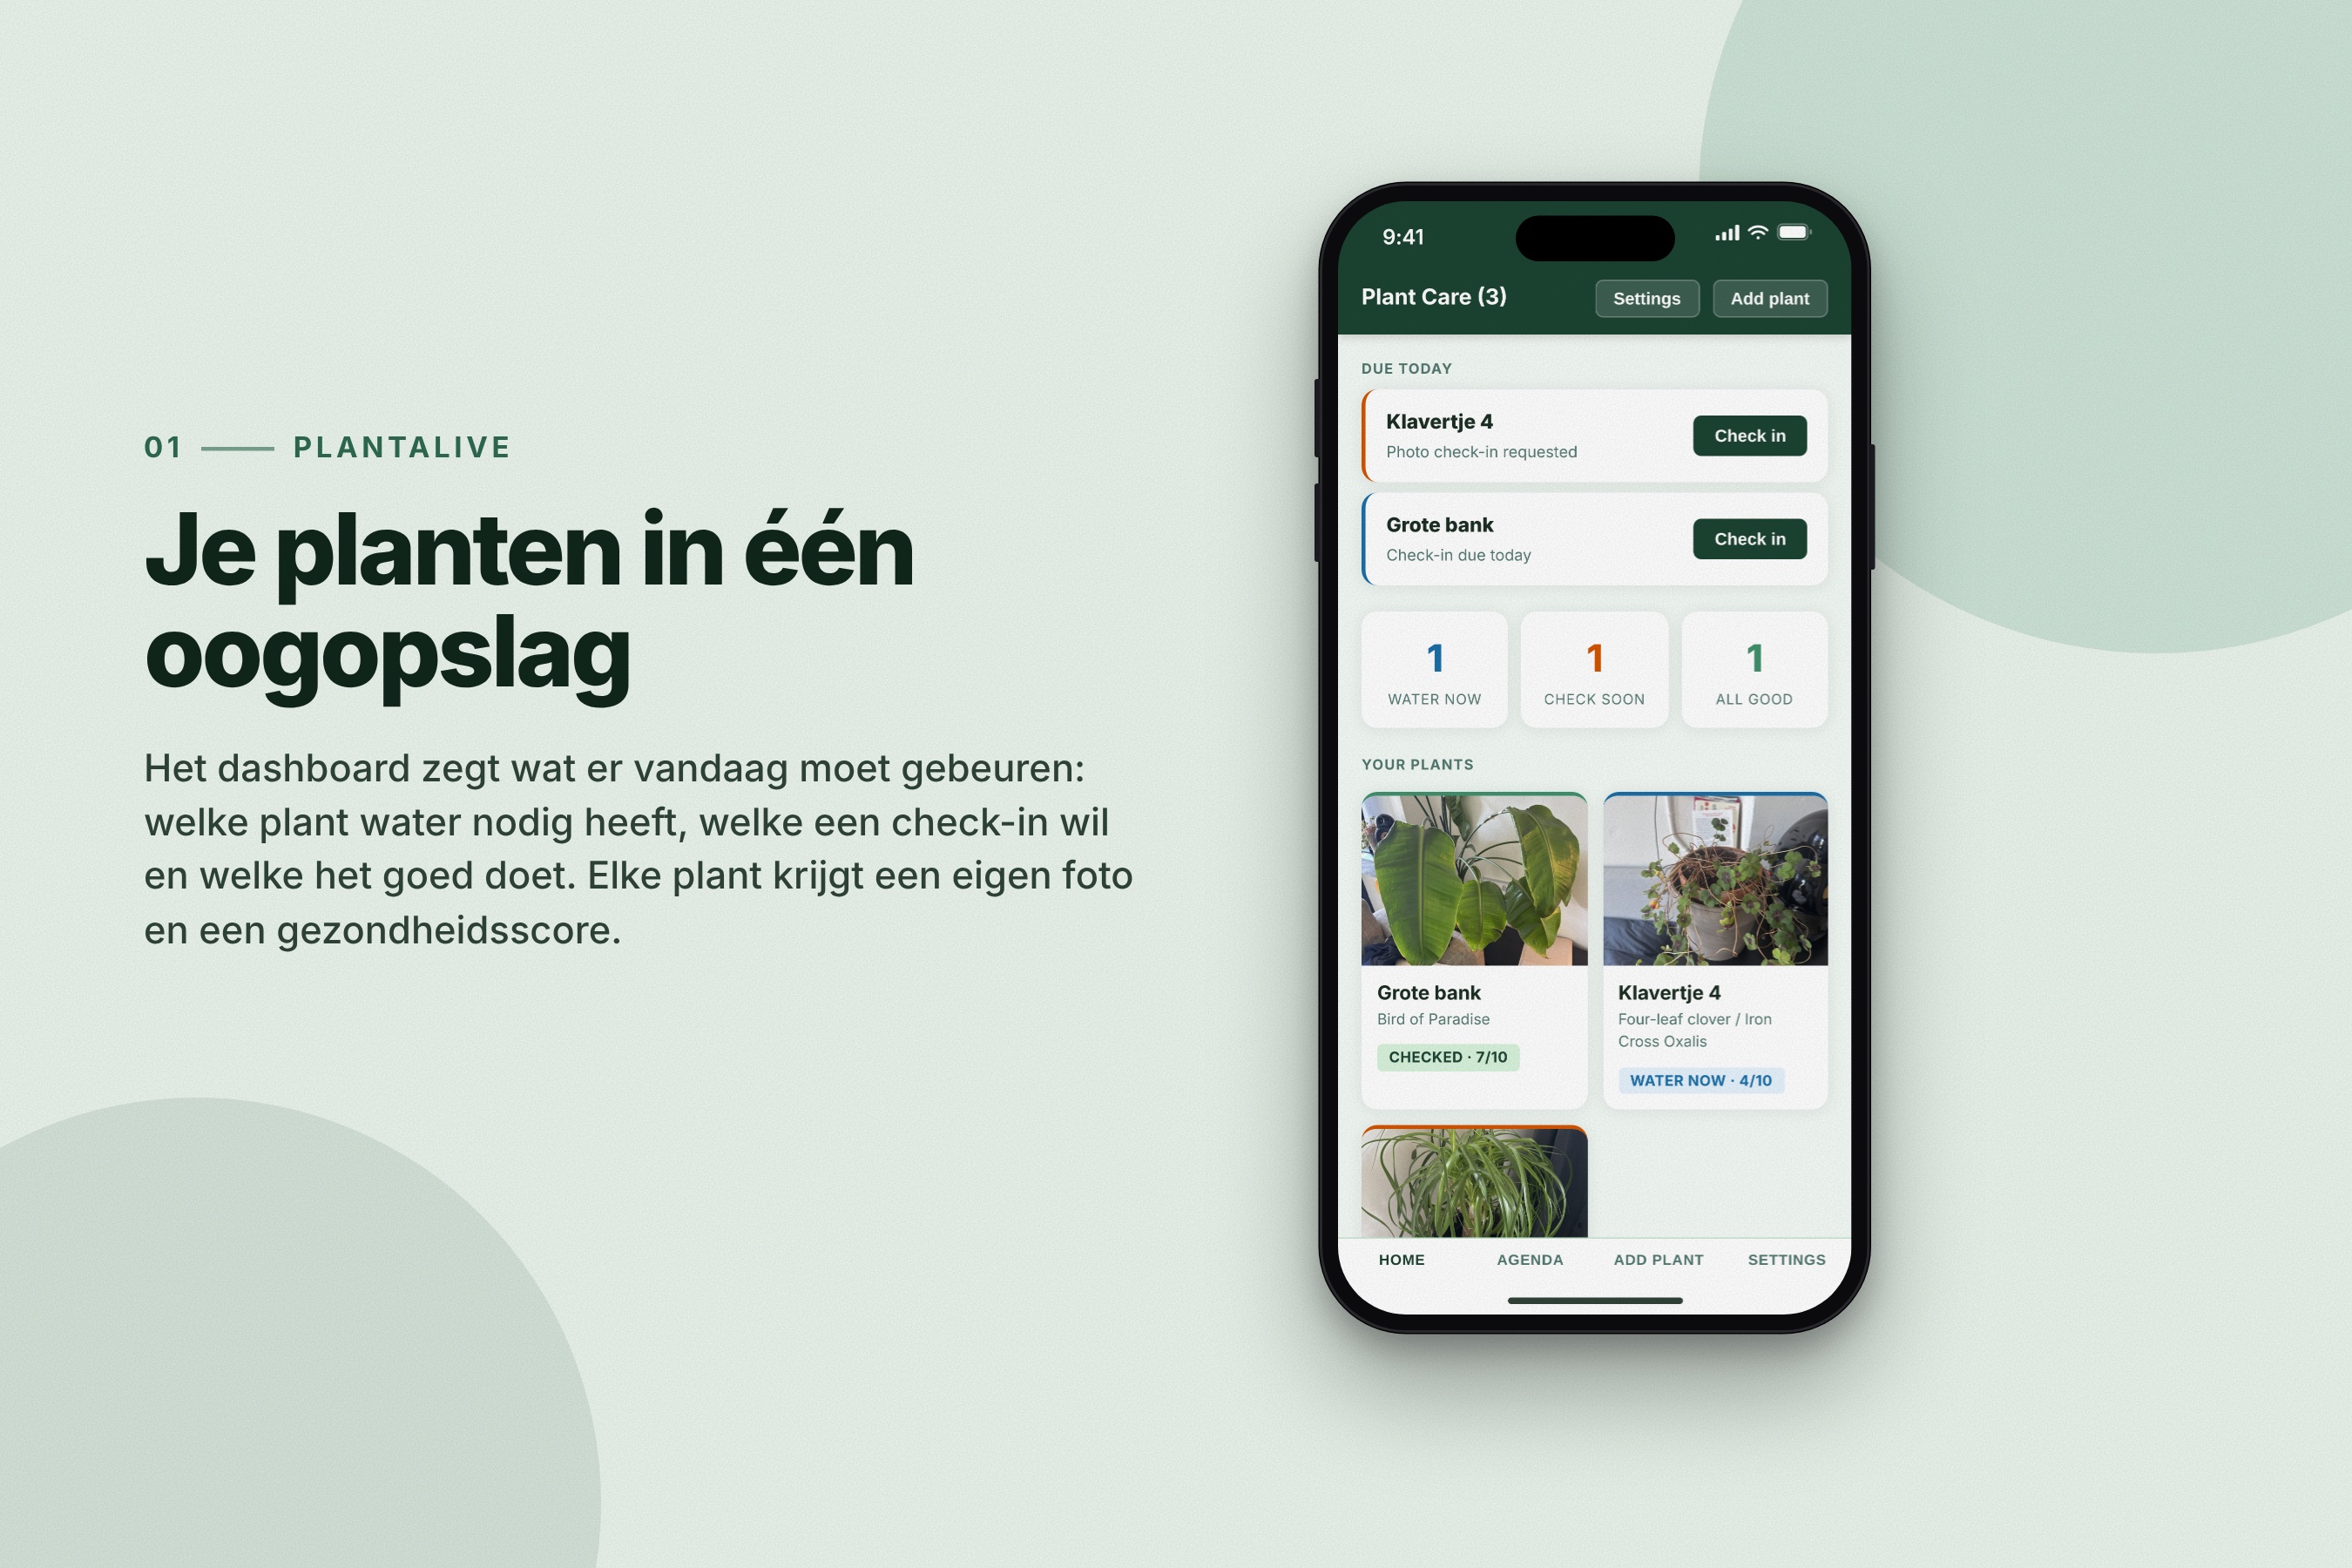 01 PLANTALIVE
Je planten in één
oogopslag
Het dashboard zegt wat er vandaag moet gebeuren:
welke plant water nodig heeft, welke een check-in wil
en welke het goed doet. Elke plant krijgt een eigen foto
en een gezondheidsscore.
9:41
Plant Care (3) Settings Add plant
DUE TODAY
Klavertje 4
Photo check-in requested
Check in
Grote bank
Check-in due today
Check in
1 1 1
WATER NOW CHECK SOON ALL GOOD
YOUR PLANTS
Grote bank
Bird of Paradise
CHECKED · 7/10
Klavertje 4
Four-leaf clover / Iron
Cross Oxalis
WATER NOW · 4/10
HOME AGENDA ADD PLANT SETTINGS